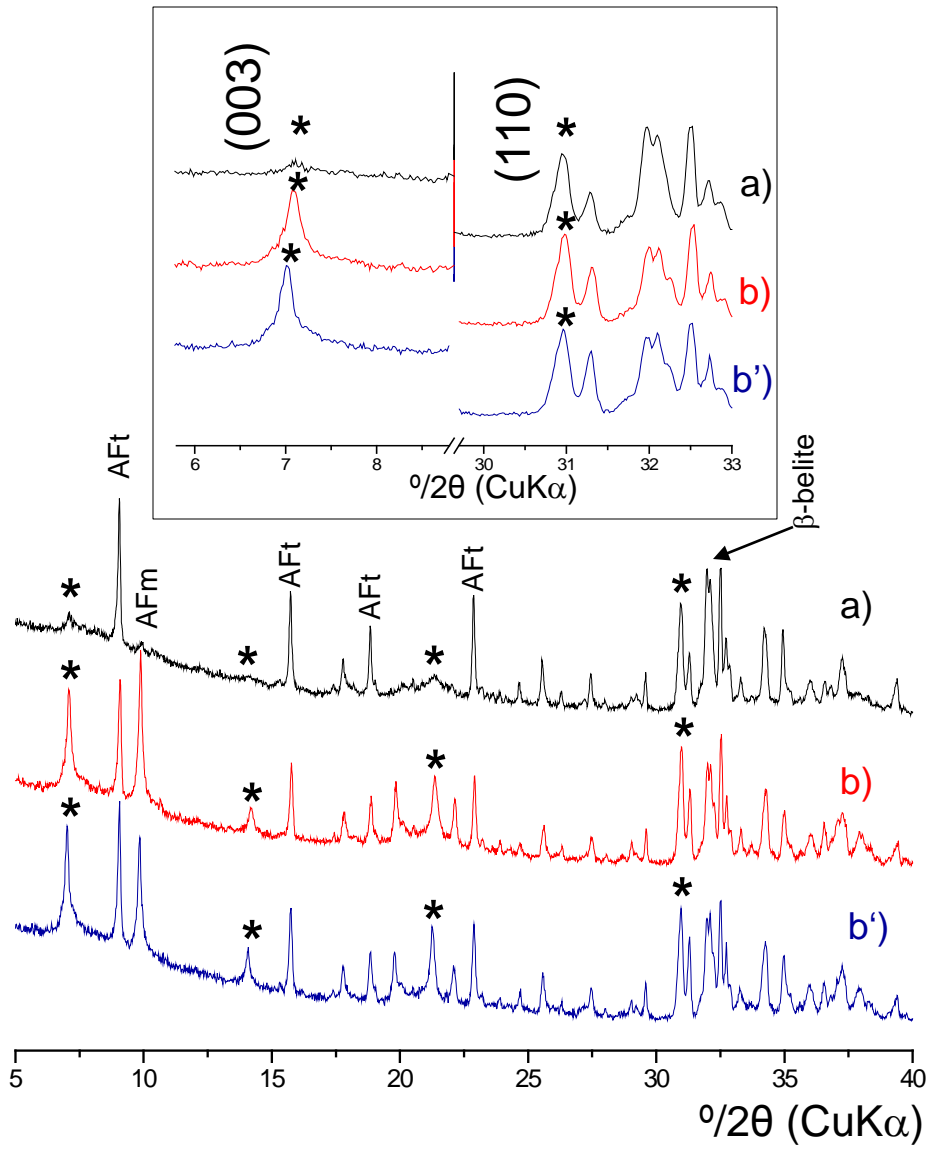 (003)
(110)
*
*
a)
*
*
b)
*
*
b’)
6
7
8
30
31
32
33
º/2θ (CuKα)
AFt
β-belite
AFm
AFt
AFt
AFt
*
*
*
*
a)
*
*
*
*
b)
*
*
*
*
b‘)
5
10
15
20
25
30
35
40
º/2θ (CuKα)